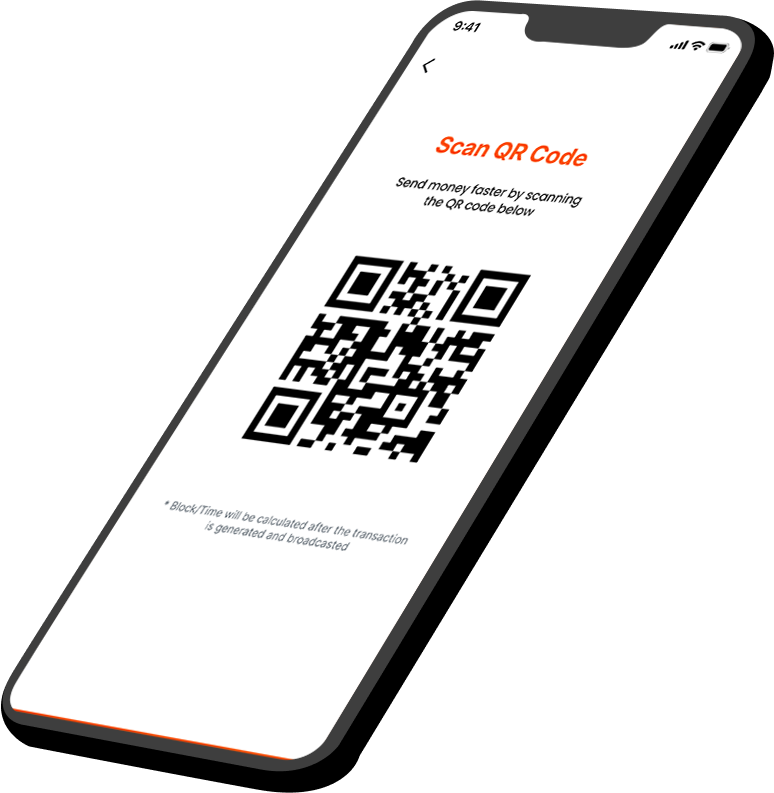 9:41
Scan QR Code
Send money faster by scanning
the QR code below
* Block/Time will be calculated after the transaction
is generated and broadcasted